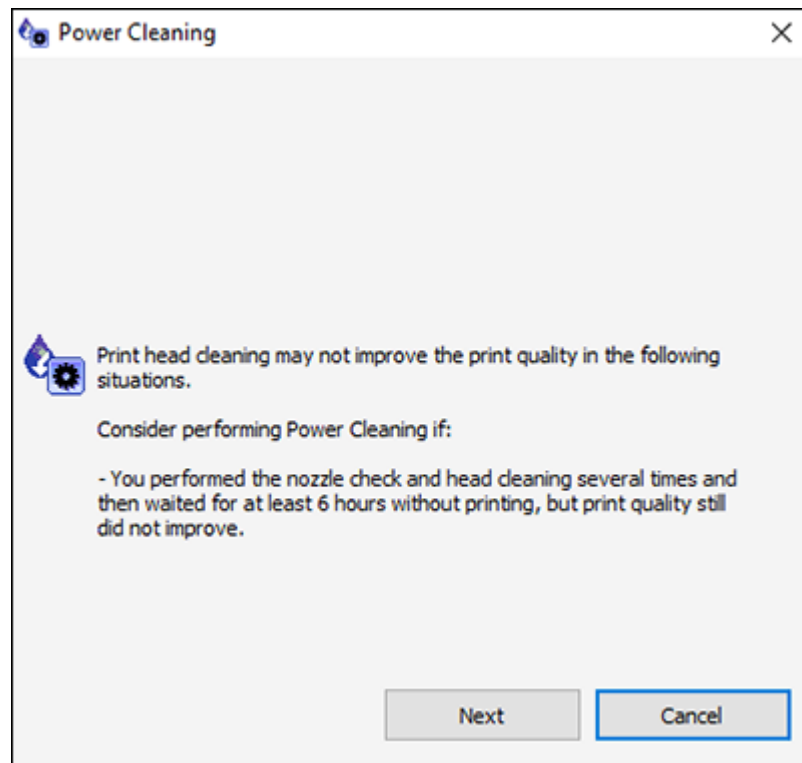 Power Cleaning
Print head cleaning may not improve the print quality in the following
situations.
Consider performing Power Cleaning if:
- You performed the nozzle check and head cleaning several times and
then waited for at least 6 hours without printing, but print quality still
did not improve.
Next
Cancel